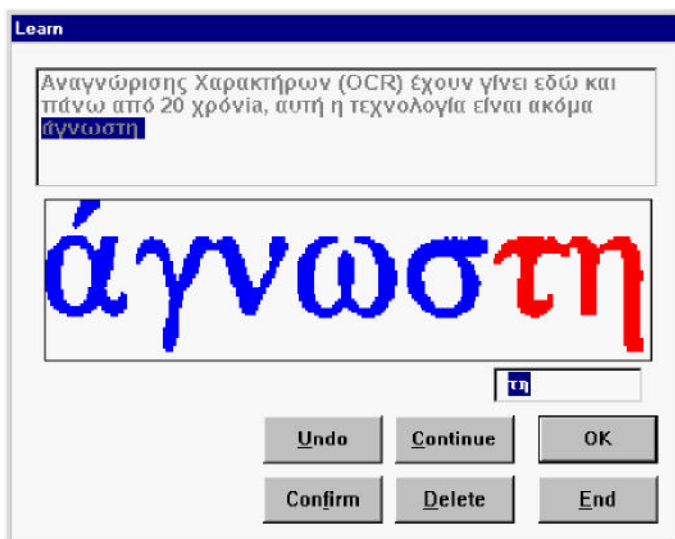 Learn
Αναγνώρισης Χαρακτήρων (OCR) έχουν γίνει εδώ και
πάνω από 20 χρόνia, αυτή η τεχνολογία είναι ακόμα
άγνωστη
άγνωστη
τη
Undo Continue OK
Confirm Delete End